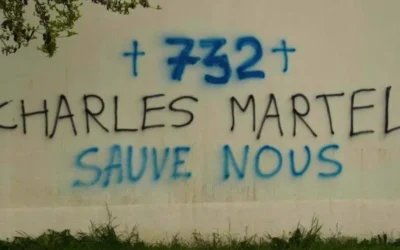 † 732 †
CHARLES MARTEL
SAUVE NOUS